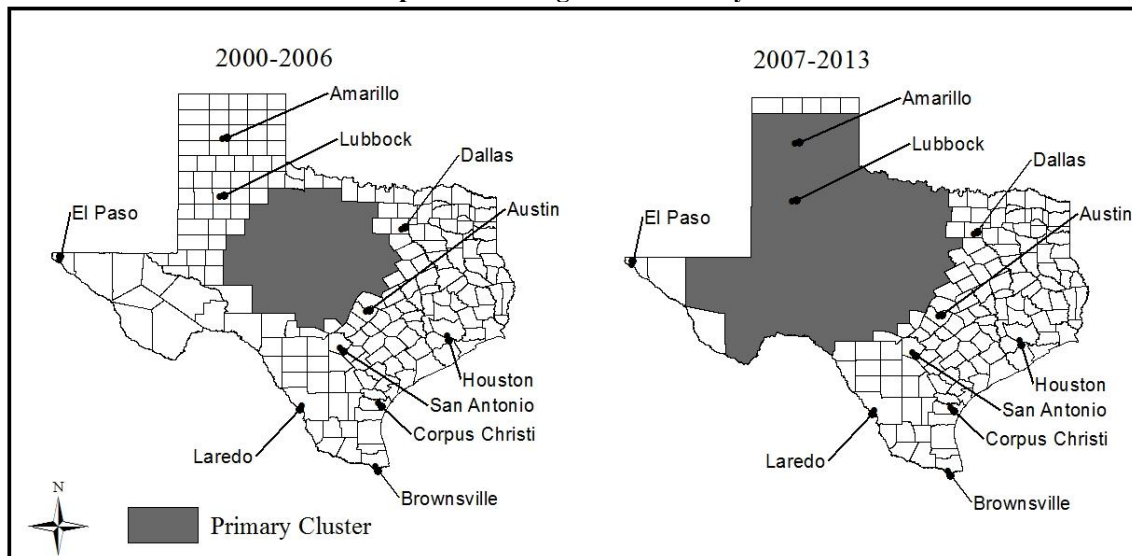 2000-2006
Amarillo
Lubbock
Dallas
El Paso
Austin
Houston
San Antonio
Corpus Christi
Laredo
Brownsville
2007-2013
Amarillo
Lubbock
Dallas
El Paso
Austin
Houston
San Antonio
Corpus Christi
Laredo
Brownsville
N
Primary Cluster